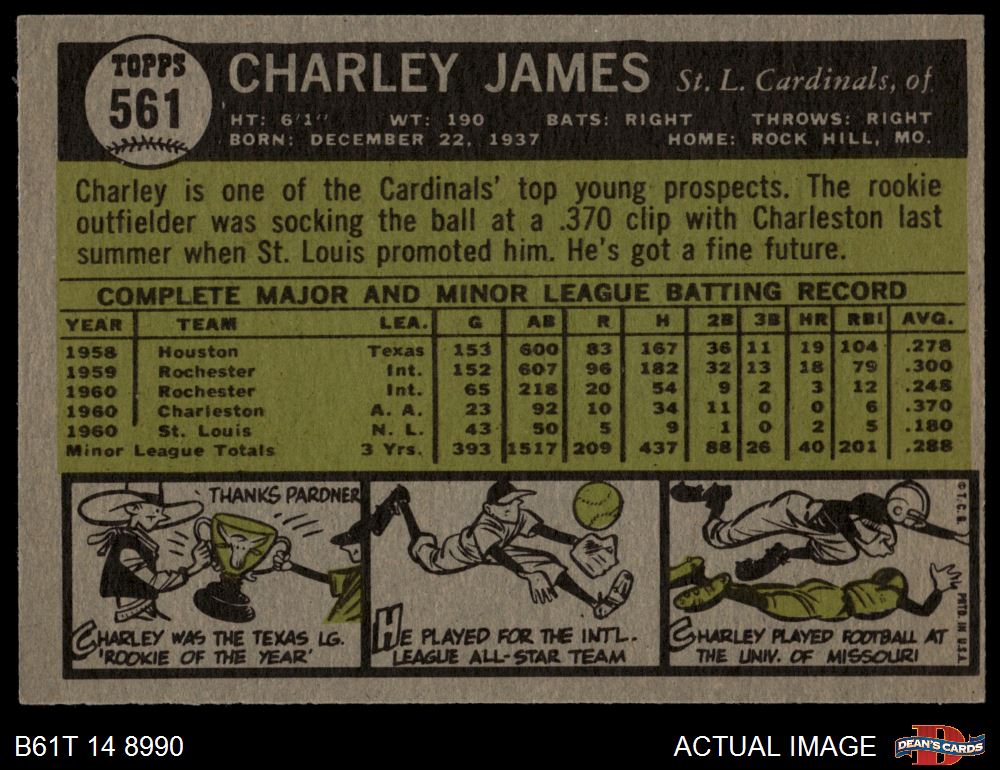 TOPPS
561
CHARLEY JAMES St. L. Cardinals, of
HT: 6'1" WT: 190 BATS: RIGHT THROWS: RIGHT
BORN: DECEMBER 22, 1937 HOME: ROCK HILL, MO.
Charley is one of the Cardinals' top young prospects. The rookie
outfielder was socking the ball at a .370 clip with Charleston last
summer when St. Louis promoted him. He's got a fine future.
COMPLETE MAJOR AND MINOR LEAGUE BATTING RECORD
YEAR TEAM LEA. G AB R H 2B 3B HR RBI AVG.
1958 Houston Texas 153 600 83 167 36 11 19 104 .278
1959 Rochester Int. 152 607 96 182 32 13 18 79 .300
1960 Rochester Int. 65 218 20 54 9 2 3 12 .248
1960 Charleston A. A. 23 92 10 34 11 0 0 6 .370
1960 St. Louis N. L. 43 50 5 9 1 0 2 5 .180
Minor League Totals 3 Yrs. 393 1517 209 437 88 26 40 201 .288
THANKS PARDNER
CHARLEY WAS THE TEXAS LG.
'ROOKIE OF THE YEAR'
HE PLAYED FOR THE INTL.
LEAGUE ALL-STAR TEAM
CHARLEY PLAYED FOOTBALL AT
THE UNIV. OF MISSOURI
© T.C.G. PRTD. IN U.S.A.
B61T 14 8990
ACTUAL IMAGE
D
DEAN'S CARDS